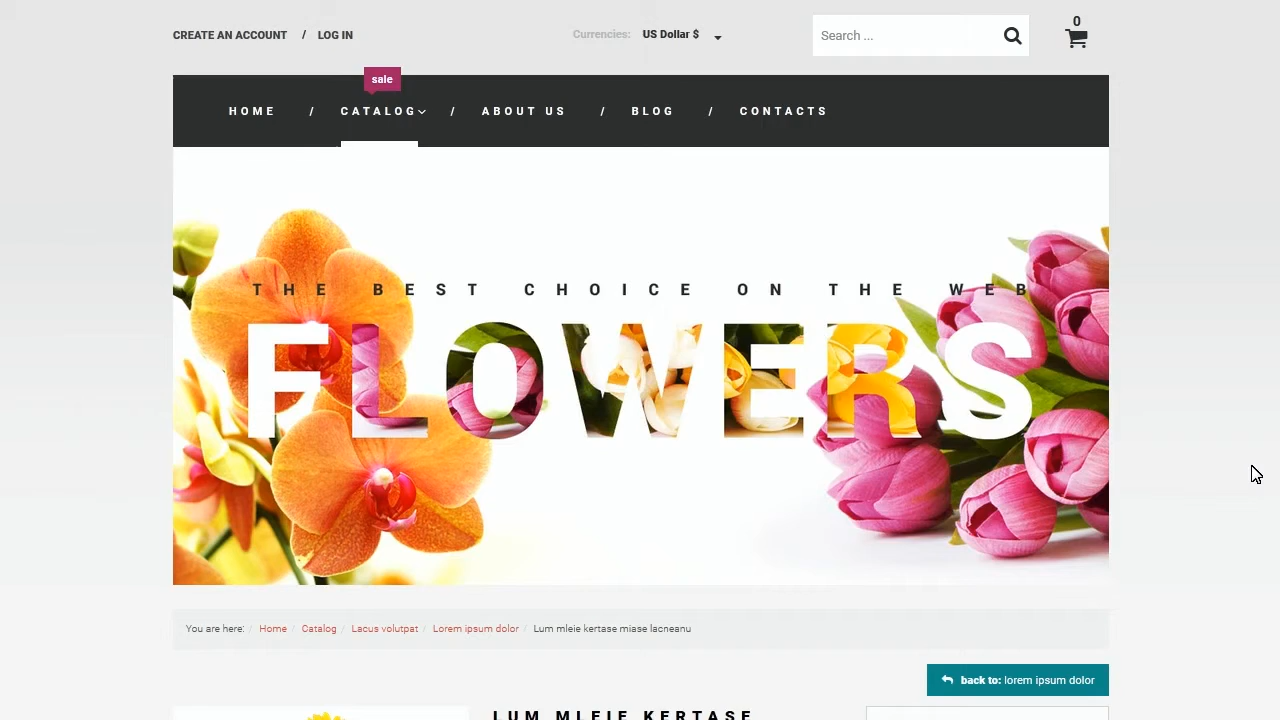 CREATE AN ACCOUNT / LOG IN
Currencies: US Dollar $
Search ...
0
sale
HOME / CATALOG / ABOUT US / BLOG / CONTACTS
THE BEST CHOICE ON THE WEB
FLOWERS
You are here: / Home / Catalog / Lacus volutpat / Lorem ipsum dolor / Lum mleie kertase miase lacneanu
back to: lorem ipsum dolor
LUM MLEIE KERTASE